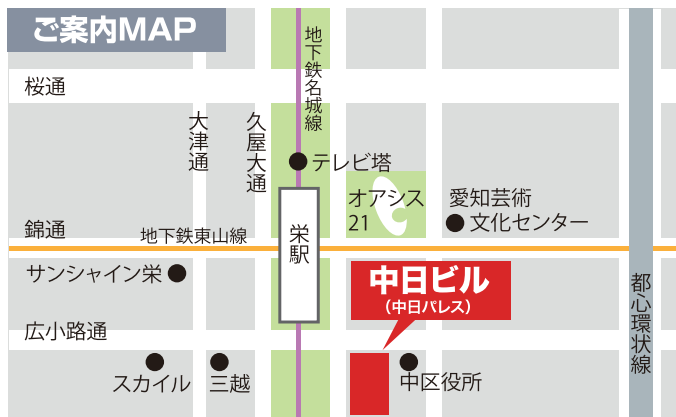 ご案内MAP
地下鉄名城線
桜通
大津通
久屋大通
テレビ塔
オアシス
21
愛知芸術
文化センター
錦通
地下鉄東山線
栄駅
サンシャイン栄
中日ビル
（中日パレス）
都心環状線
広小路通
スカイル
三越
中区役所